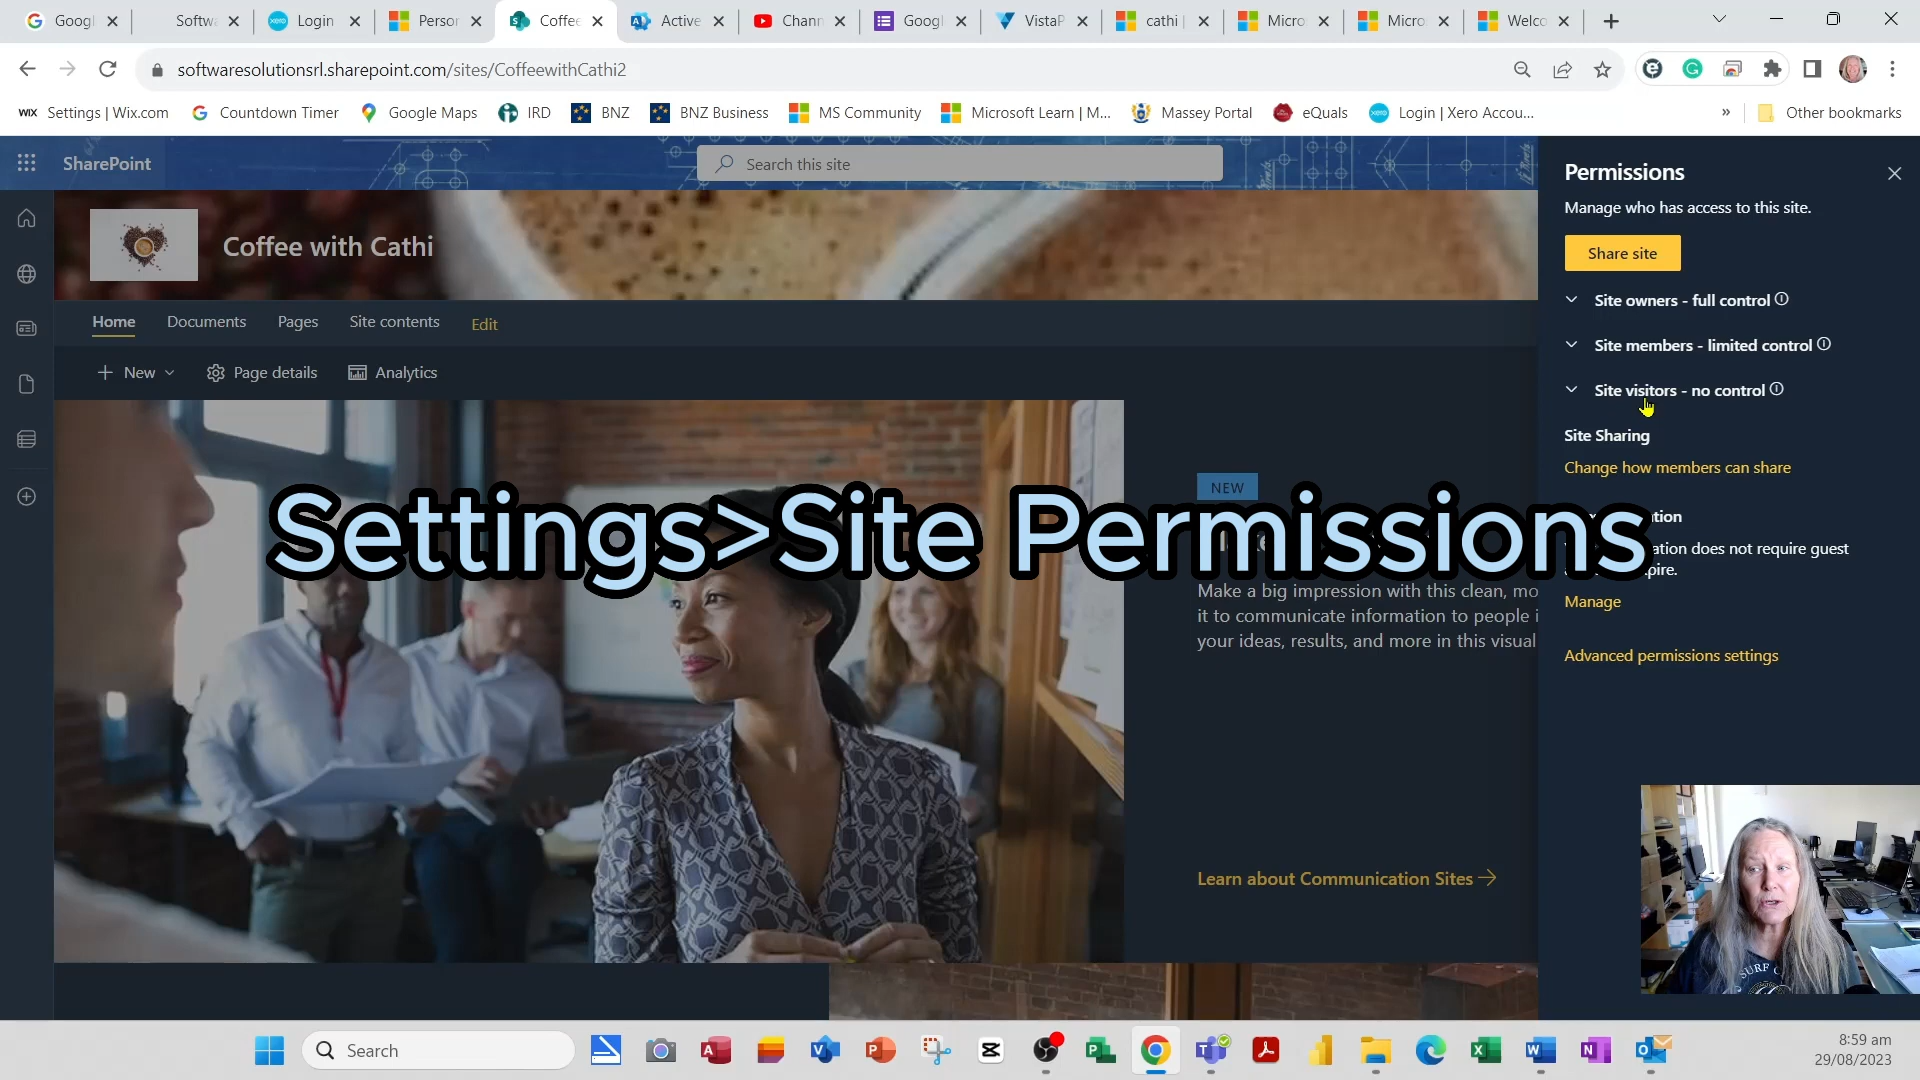 Googl
Softwa
Login
Person
Coffee
Active
Chann
Googl
VistaP
cathi |
Micro
Micro
Welco
softwaresolutionsrl.sharepoint.com/sites/CoffeewithCathi2
WIX Settings | Wix.com
Countdown Timer
Google Maps
IRD
BNZ
BNZ Business
MS Community
Microsoft Learn | M...
Massey Portal
eQuals
xero Login | Xero Accou...
»
Other bookmarks
SharePoint
Search this site
Permissions
Manage who has access to this site.
Share site
Coffee with Cathi
Site owners - full control
Home
Documents
Pages
Site contents
Edit
Site members - limited control
New
Page details
Analytics
Site visitors - no control
Site Sharing
Change how members can share
NEW
Settings>Site Permissions
ation does not require guest
pire.
Make a big impression with this clean, mo
it to communicate information to people i
your ideas, results, and more in this visual
Manage
Advanced permissions settings
Learn about Communication Sites
SURF
Search
8:59 am
29/08/2023